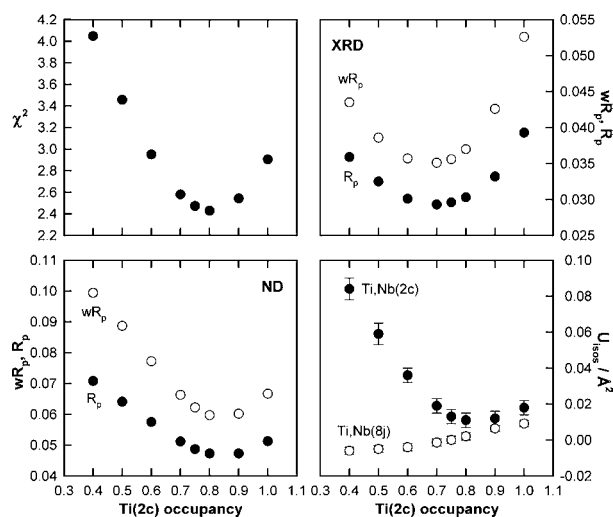 4.2
4.0
3.8
3.6
3.4
3.2
3.0
2.8
2.6
2.4
2.2
χ²
XRD
wRₚ
Rₚ
0.055
0.050
0.045
0.040
0.035
0.030
0.025
wRₚ, Rₚ
0.11
0.10
0.09
0.08
0.07
0.06
0.05
0.04
wRₚ, Rₚ
ND
wRₚ
Rₚ
0.3 0.4 0.5 0.6 0.7 0.8 0.9 1.0 1.1
Ti(2c) occupancy
Ti,Nb(2c)
Ti,Nb(8j)
0.10
0.08
0.06
0.04
0.02
0.00
-0.02
Uᵢₛₒₛ / Å²
0.3 0.4 0.5 0.6 0.7 0.8 0.9 1.0 1.1
Ti(2c) occupancy